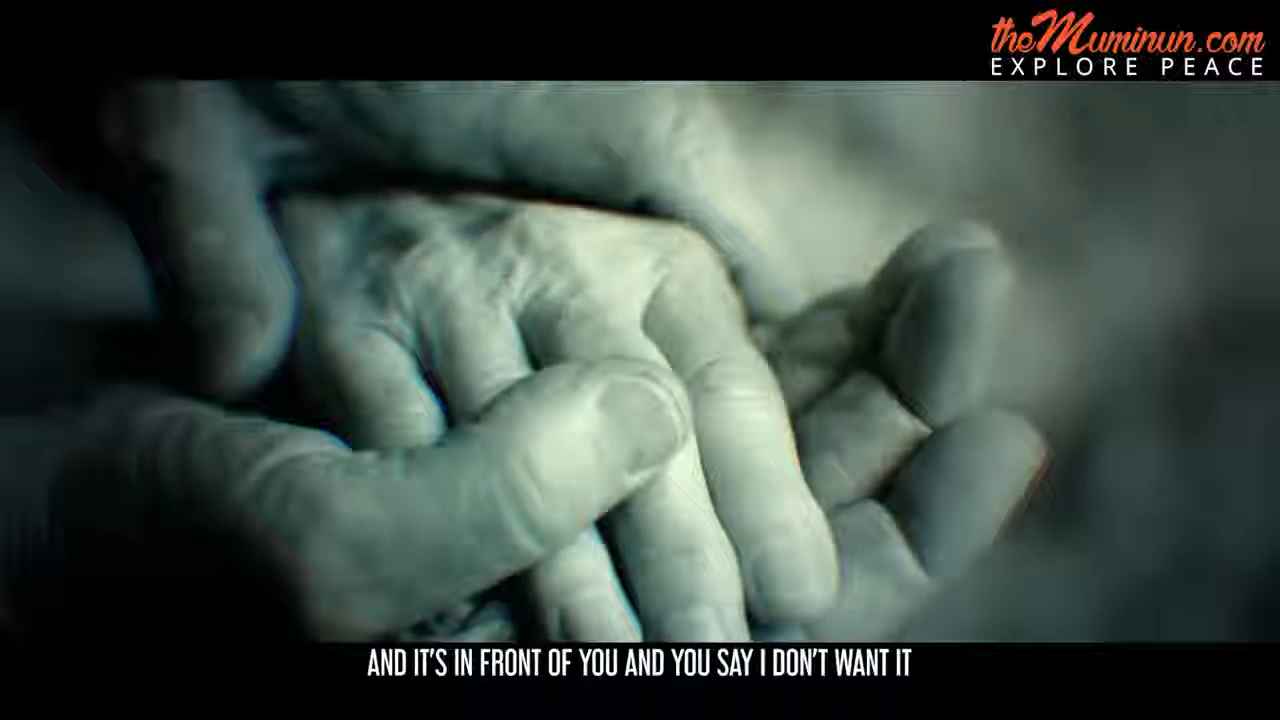 theMuminun.com
EXPLORE PEACE
AND IT'S IN FRONT OF YOU AND YOU SAY I DON'T WANT IT